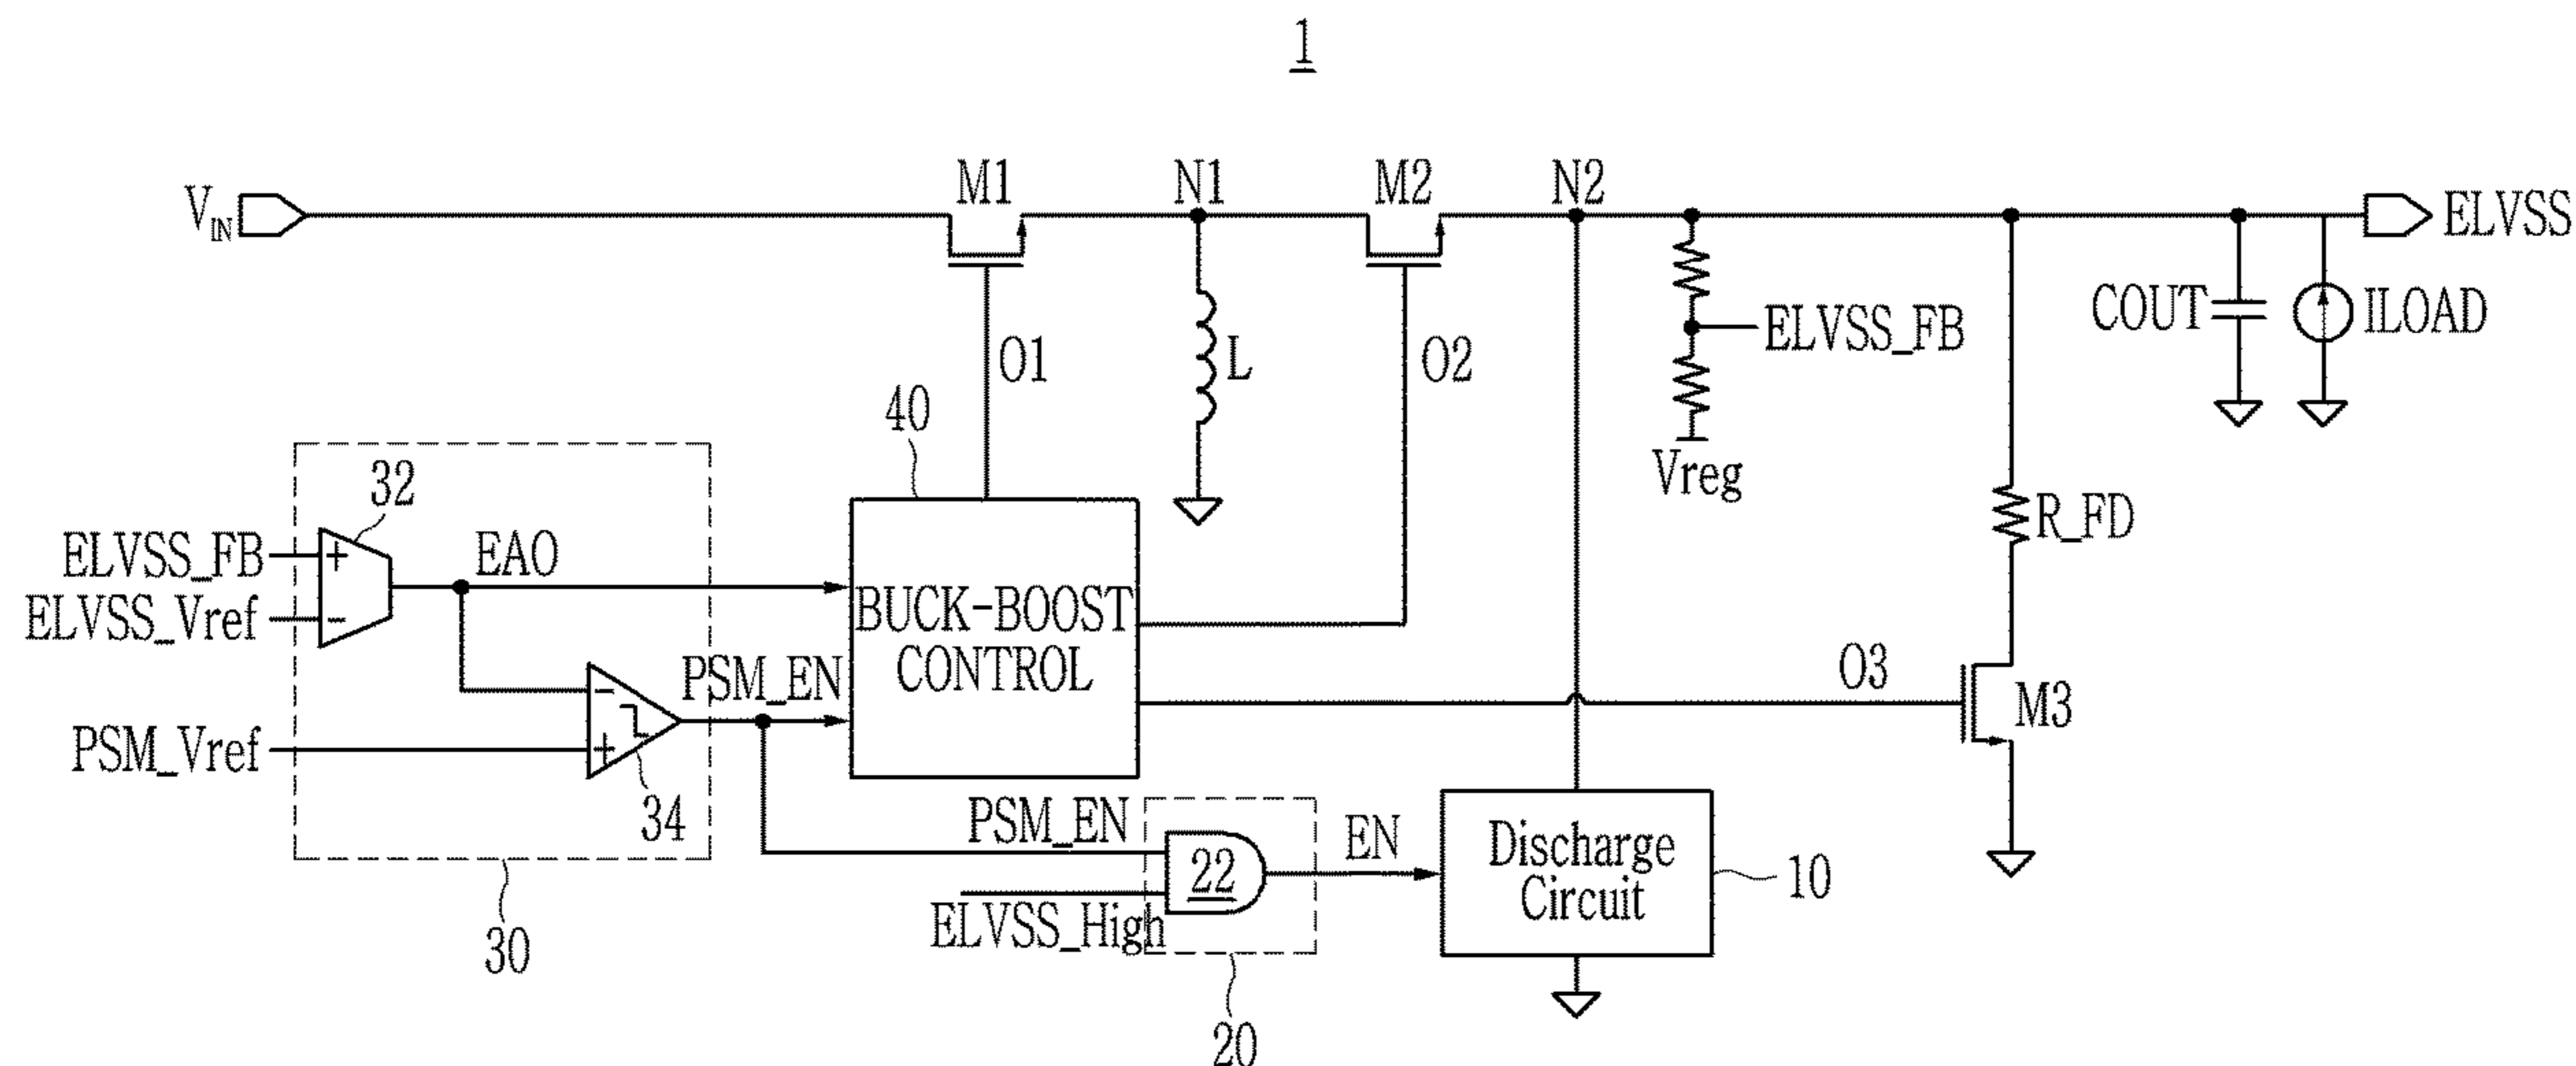 1
V_IN
M1
N1
M2
N2
ELVSS
O1
L
O2
ELVSS_FB
COUT
ILOAD
Vreg
40
32
ELVSS_FB
ELVSS_Vref
+
-
EAO
BUCK-BOOST
CONTROL
R_FD
PSM_EN
O3
M3
PSM_Vref
-
+
34
30
PSM_EN
ELVSS_High
22
EN
20
Discharge
Circuit
10